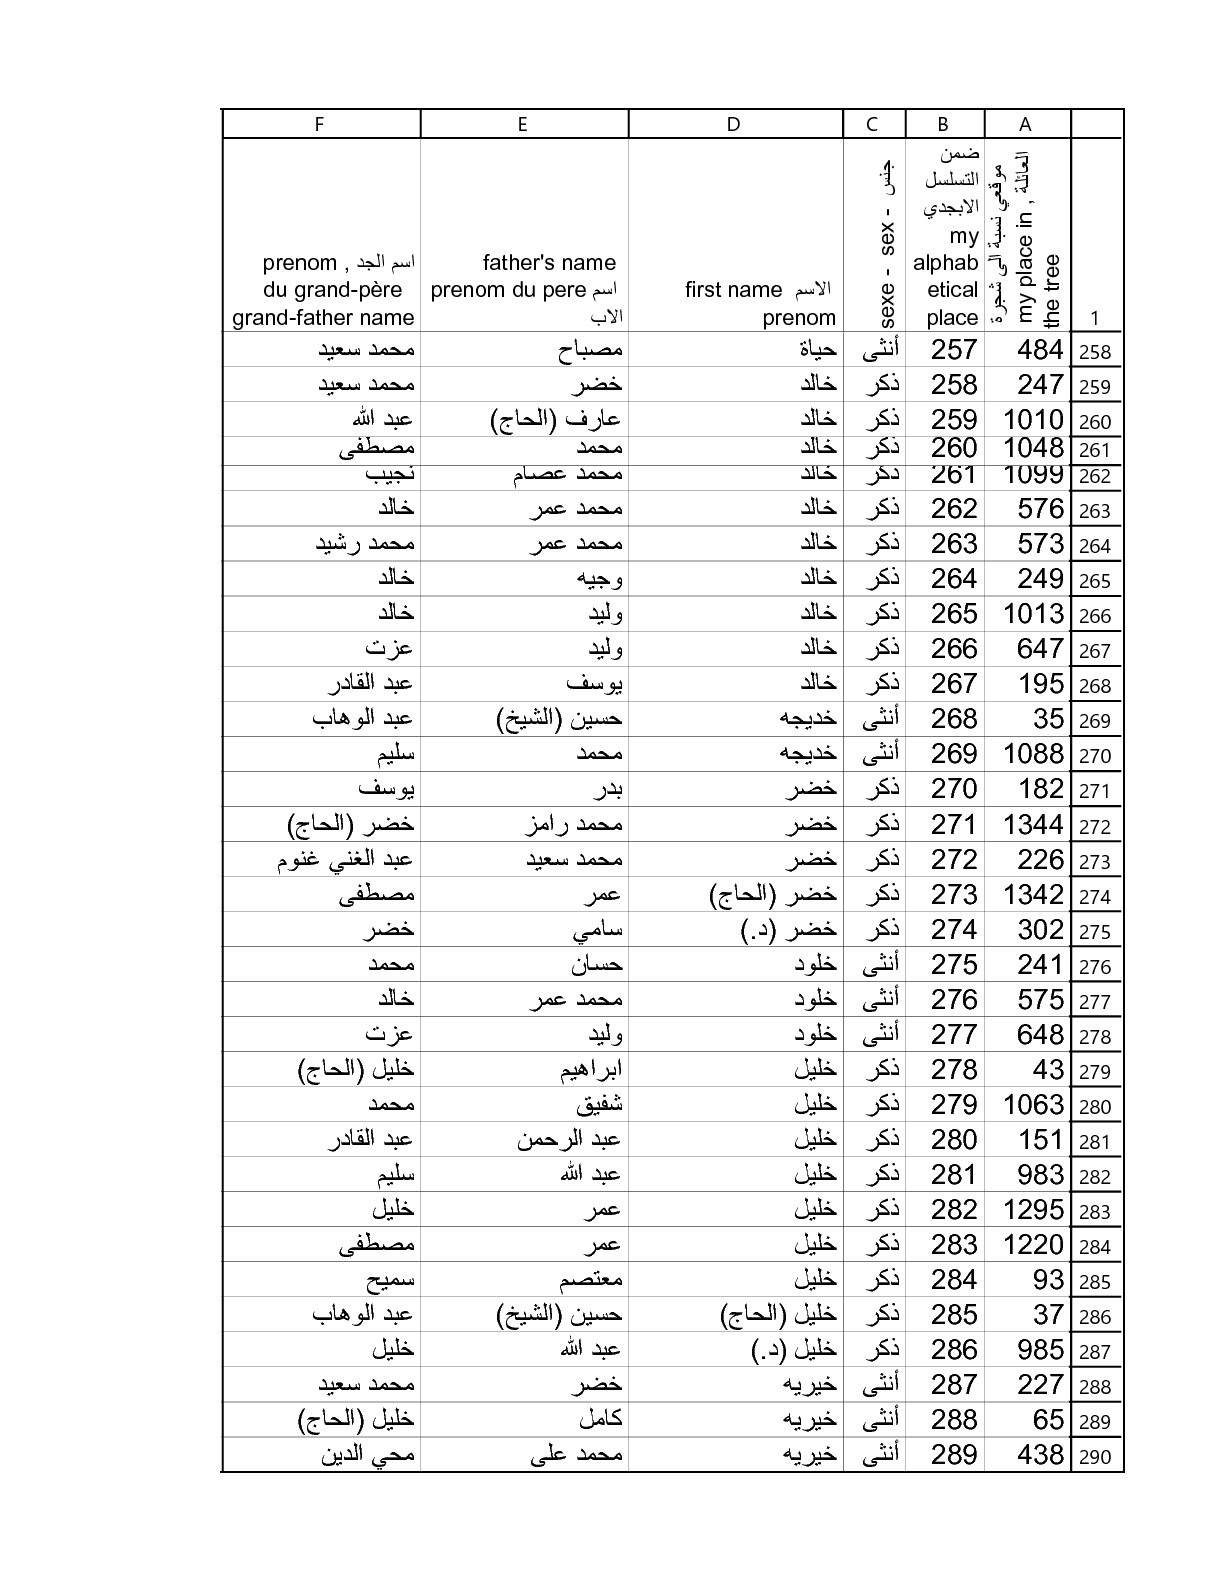 A B C D E F
1
موقعي نسبة الى شجرة
العائلة , my place in
the tree
ضمن
التسلسل
الابجدي
my
alphab
etical
place
جنس - sexe - sex
الاسم first name
prenom
father's name
اسم prenom du pere
الاب
اسم الجد , prenom
du grand-père
grand-father name
258 484 257 أنثى حياة مصباح محمد سعيد
259 247 258 ذكر خالد خضر محمد سعيد
260 1010 259 ذكر خالد عارف (الحاج) عبد الله
261 1048 260 ذكر خالد محمد مصطفى
262 1099 261 ذكر خالد محمد عصام نجيب
263 576 262 ذكر خالد محمد عمر خالد
264 573 263 ذكر خالد محمد عمر محمد رشيد
265 249 264 ذكر خالد وجيه خالد
266 1013 265 ذكر خالد وليد خالد
267 647 266 ذكر خالد وليد عزت
268 195 267 ذكر خالد يوسف عبد القادر
269 35 268 أنثى خديجه حسين (الشيخ) عبد الوهاب
270 1088 269 أنثى خديجه محمد سليم
271 182 270 ذكر خضر بدر يوسف
272 1344 271 ذكر خضر محمد رامز خضر (الحاج)
273 226 272 ذكر خضر محمد سعيد عبد الغني غنوم
274 1342 273 ذكر خضر (الحاج) عمر مصطفى
275 302 274 ذكر خضر (د.) سامي خضر
276 241 275 أنثى خلود حسان محمد
277 575 276 أنثى خلود محمد عمر خالد
278 648 277 أنثى خلود وليد عزت
279 43 278 ذكر خليل ابراهيم خليل (الحاج)
280 1063 279 ذكر خليل شفيق محمد
281 151 280 ذكر خليل عبد الرحمن عبد القادر
282 983 281 ذكر خليل عبد الله سليم
283 1295 282 ذكر خليل عمر خليل
284 1220 283 ذكر خليل عمر مصطفى
285 93 284 ذكر خليل معتصم سميح
286 37 285 ذكر خليل (الحاج) حسين (الشيخ) عبد الوهاب
287 985 286 ذكر خليل (د.) عبد الله خليل
288 227 287 أنثى خيريه خضر محمد سعيد
289 65 288 أنثى خيريه كامل خليل (الحاج)
290 438 289 أنثى خيريه محمد على محي الدين